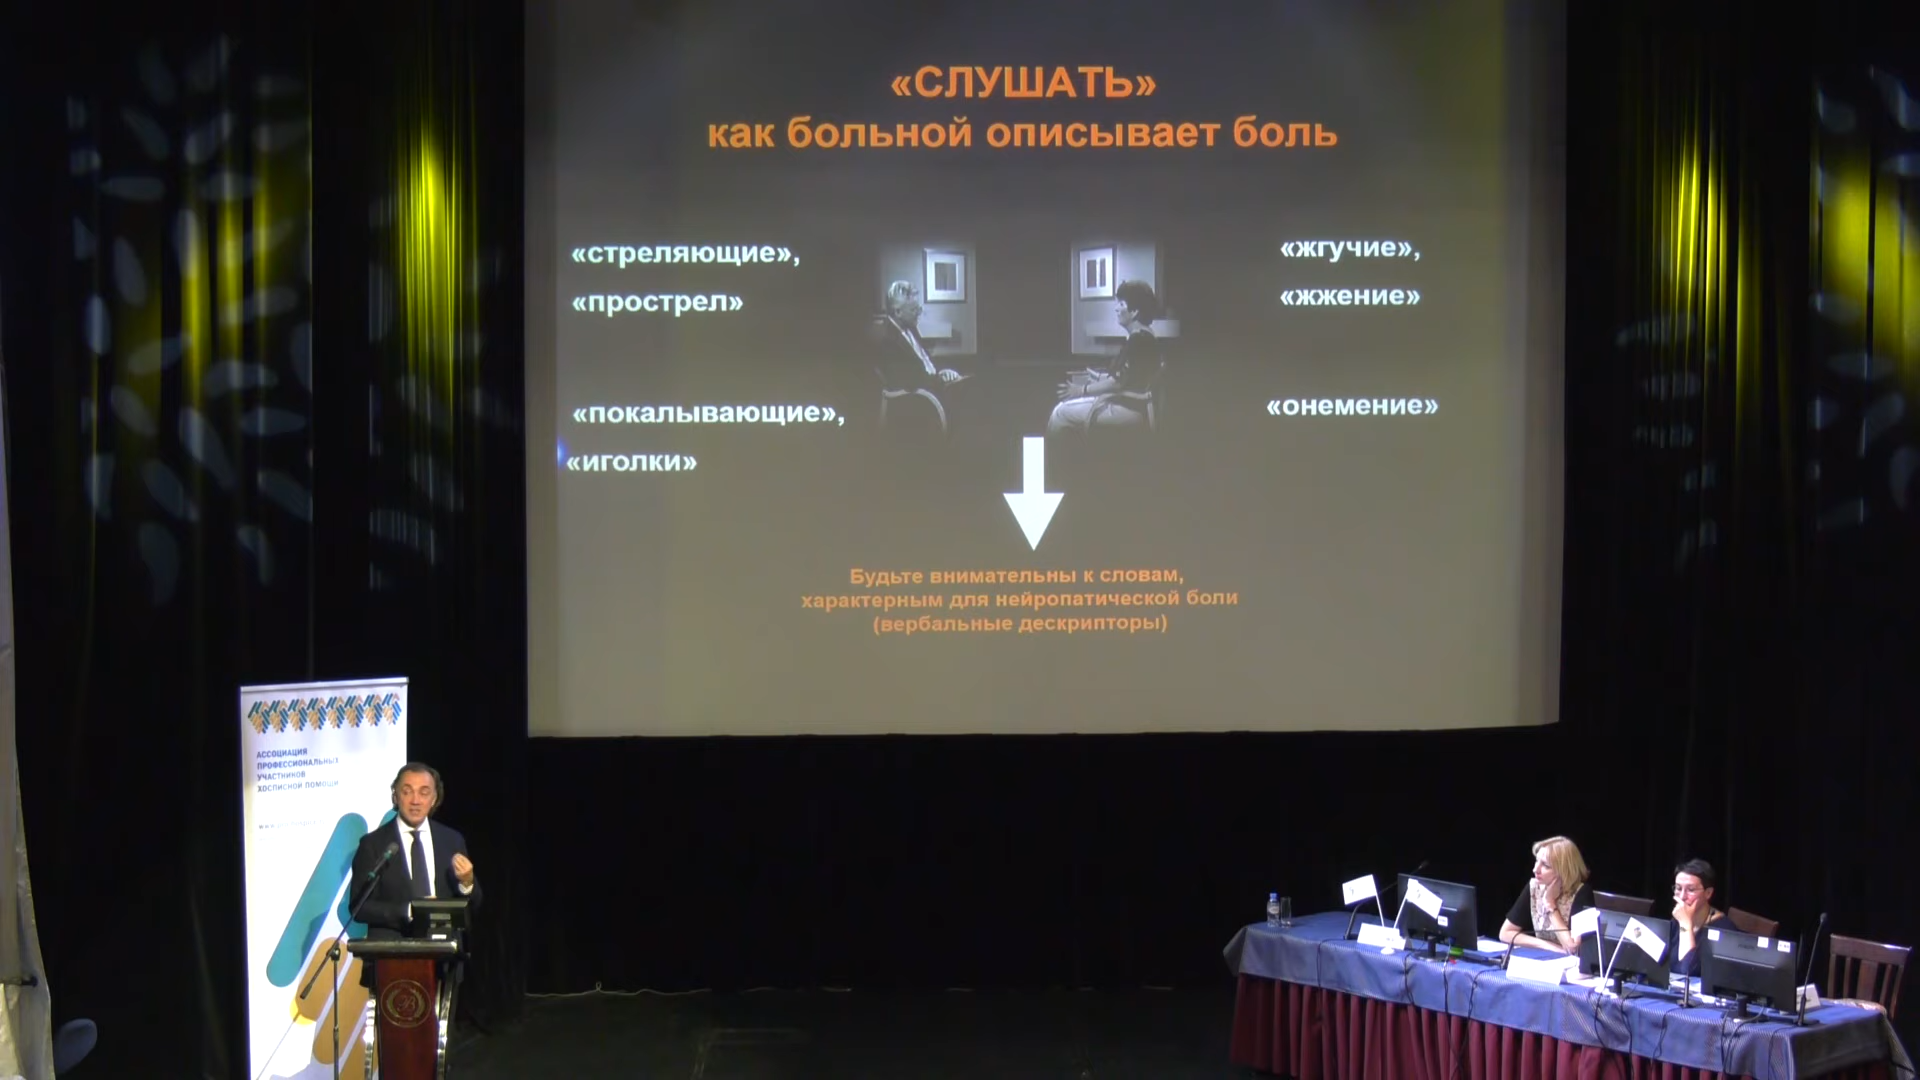 «СЛУШАТЬ»
как больной описывает боль
«стреляющие»,
«прострел»
«жгучие»,
«жжение»
«покалывающие»,
«иголки»
«онемение»
Будьте внимательны к словам,
характерным для нейропатической боли
(вербальные дескрипторы)
АССОЦИАЦИЯ
ПРОФЕССИОНАЛЬНЫХ
УЧАСТНИКОВ
ХОСПИСНОЙ ПОМОЩИ